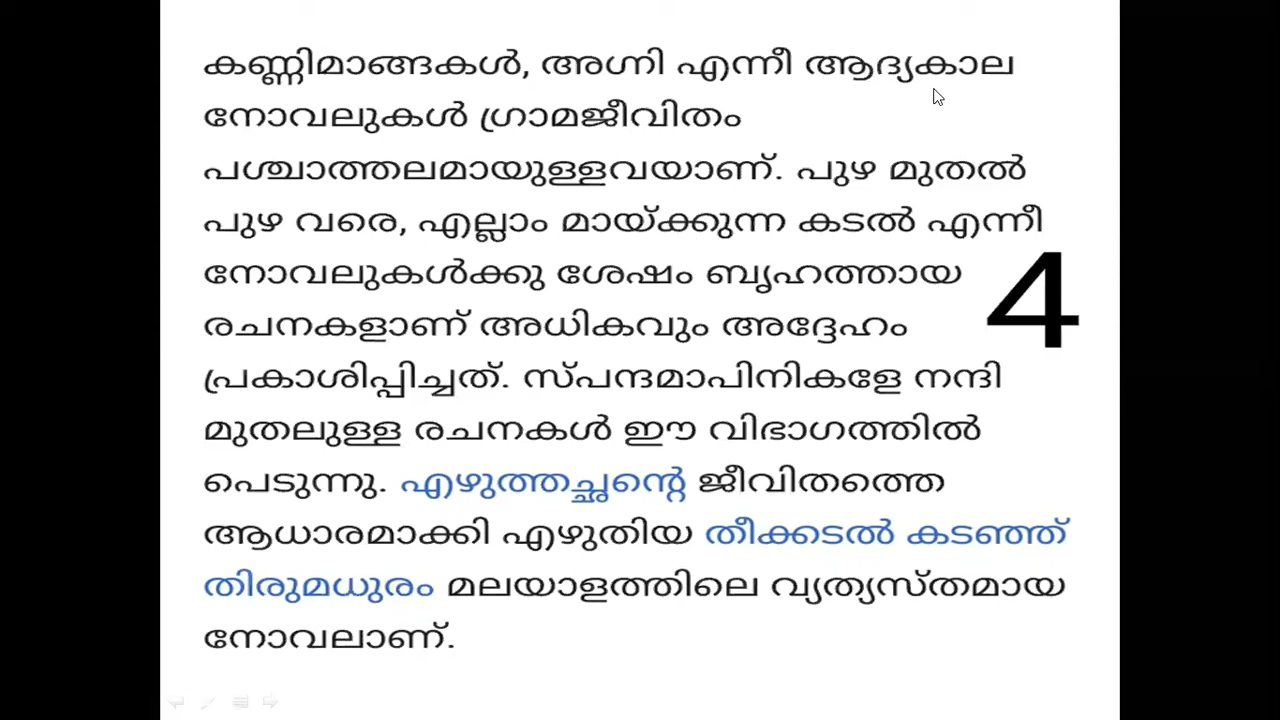 കണ്ണിമാങ്ങകൾ, അഗ്നി എന്നീ ആദ്യകാല
നോവലുകൾ ഗ്രാമജീവിതം
പശ്ചാത്തലമായുള്ളവയാണ്. പുഴ മുതൽ
പുഴ വരെ, എല്ലാം മായ്ക്കുന്ന കടൽ എന്നീ
നോവലുകൾക്കു ശേഷം ബൃഹത്തായ
രചനകളാണ് അധികവും അദ്ദേഹം
4
പ്രകാശിപ്പിച്ചത്. സ്പന്ദമാപിനികളേ നന്ദി
മുതലുള്ള രചനകൾ ഈ വിഭാഗത്തിൽ
പെടുന്നു. എഴുത്തച്ഛന്റെ ജീവിതത്തെ
ആധാരമാക്കി എഴുതിയ തീക്കടൽ കടഞ്ഞ്
തിരുമധുരം മലയാളത്തിലെ വ്യത്യസ്തമായ
നോവലാണ്.